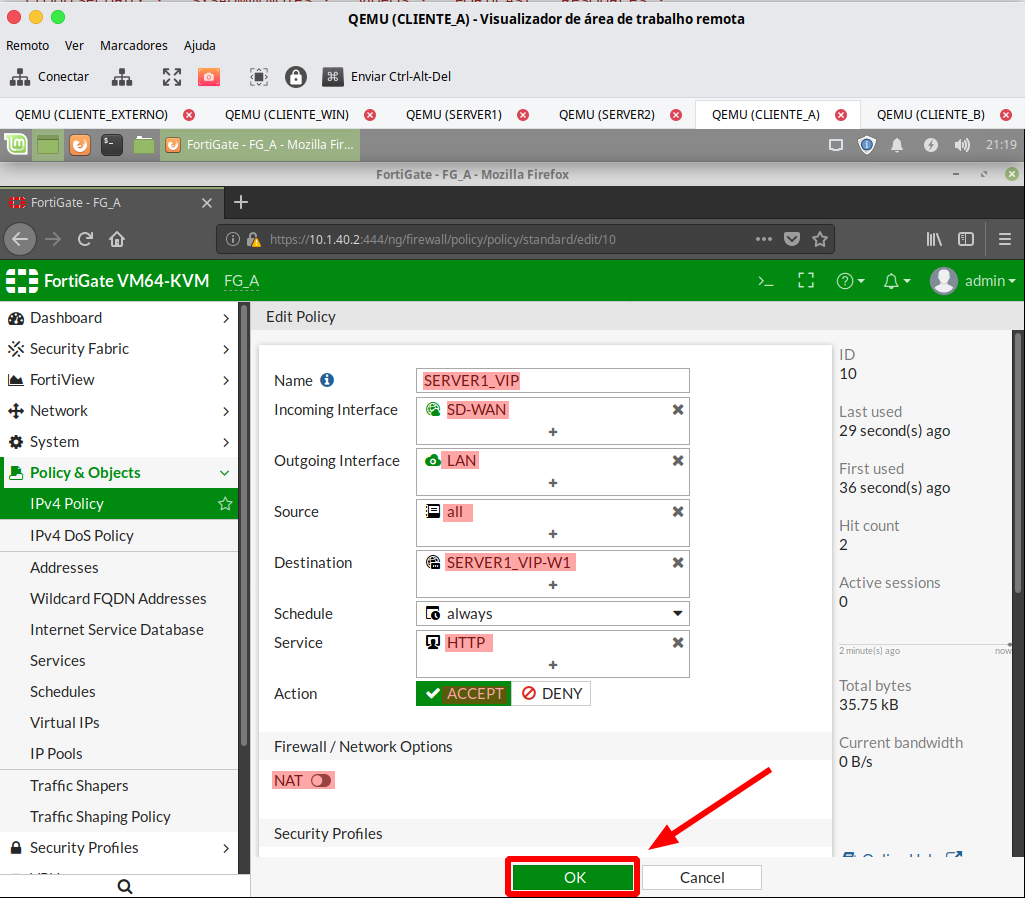 QEMU (CLIENTE_A) - Visualizador de área de trabalho remota
Remoto Ver Marcadores Ajuda
Conectar Enviar Ctrl-Alt-Del
QEMU (CLIENTE_EXTERNO) QEMU (CLIENTE_WIN) QEMU (SERVER1) QEMU (SERVER2) QEMU (CLIENTE_A) QEMU (CLIENTE_B)
FortiGate - FG_A - Mozilla Fir... 21:19
FortiGate - FG_A - Mozilla Firefox
FortiGate - FG_A
https://10.1.40.2:444/ng/firewall/policy/policy/standard/edit/10
FortiGate VM64-KVM FG_A admin
Dashboard
Security Fabric
FortiView
Network
System
Policy & Objects
IPv4 Policy
IPv4 DoS Policy
Addresses
Wildcard FQDN Addresses
Internet Service Database
Services
Schedules
Virtual IPs
IP Pools
Traffic Shapers
Traffic Shaping Policy
Security Profiles
Edit Policy
Name SERVER1_VIP
Incoming Interface SD-WAN
+
Outgoing Interface LAN
+
Source all
+
Destination SERVER1_VIP-W1
+
Schedule always
Service HTTP
+
Action ACCEPT DENY
Firewall / Network Options
NAT
Security Profiles
OK Cancel
ID
10
Last used
29 second(s) ago
First used
36 second(s) ago
Hit count
2
Active sessions
0
2 minute(s) ago now
Total bytes
35.75 kB
Current bandwidth
0 B/s